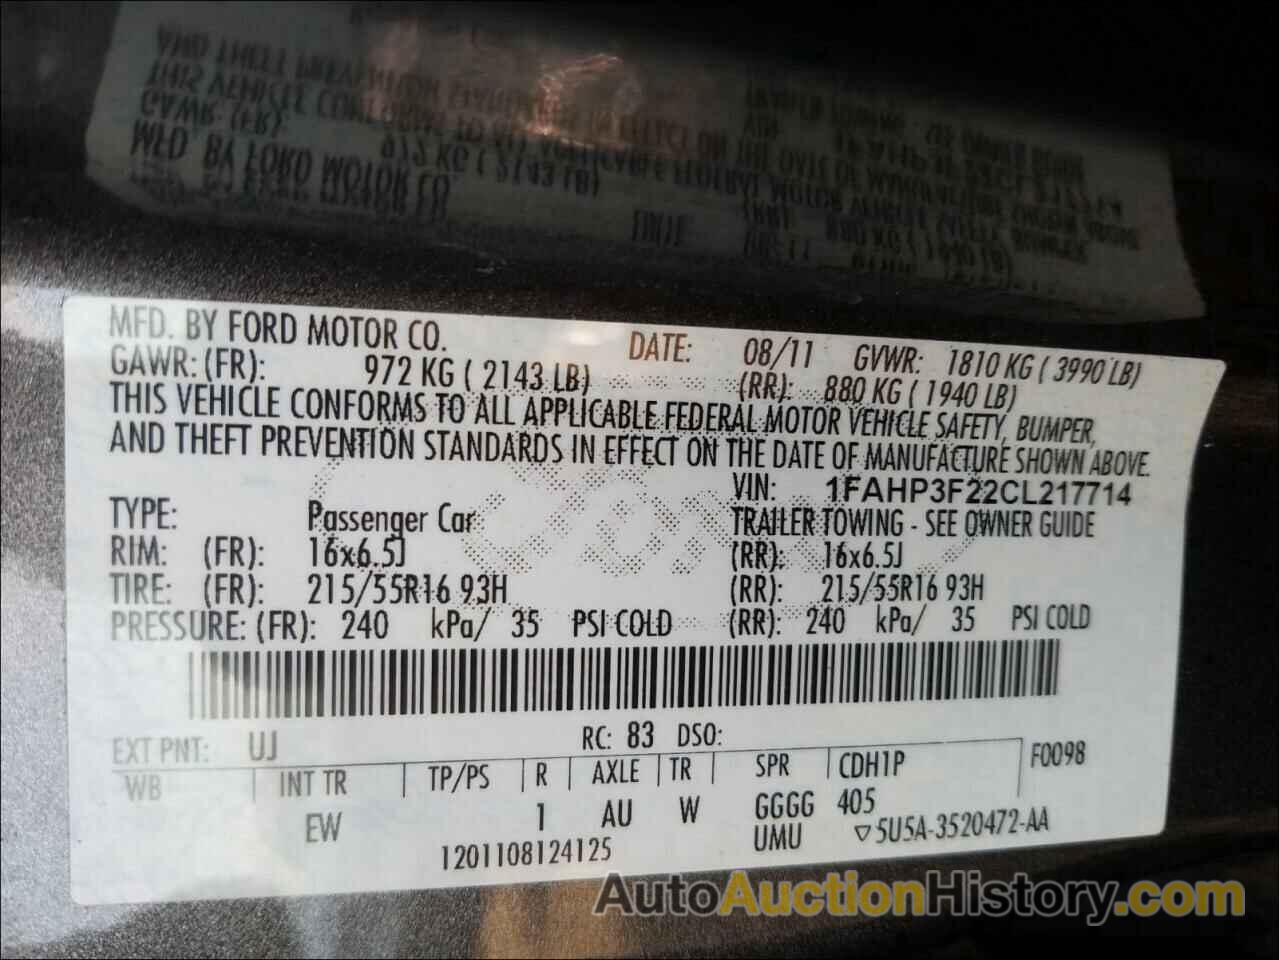 MFD. BY FORD MOTOR CO. DATE: 08/11 GVWR: 1810 KG ( 3990 LB)
GAWR: (FR): 972 KG ( 2143 LB) (RR): 880 KG ( 1940 LB)
THIS VEHICLE CONFORMS TO ALL APPLICABLE FEDERAL MOTOR VEHICLE SAFETY, BUMPER,
AND THEFT PREVENTION STANDARDS IN EFFECT ON THE DATE OF MANUFACTURE SHOWN ABOVE.
VIN: 1FAHP3F22CL217714
TYPE: Passenger Car TRAILER TOWING - SEE OWNER GUIDE
RIM: (FR): 16x6.5J (RR): 16x6.5J
TIRE: (FR): 215/55R16 93H (RR): 215/55R16 93H
PRESSURE: (FR): 240 kPa/ 35 PSI COLD (RR): 240 kPa/ 35 PSI COLD
EXT PNT: UJ RC: 83 DSO:
WB INT TR TP/PS R AXLE TR SPR CDH1P F0098
EW 1 AU W GGGG 405
1201108124125 UMU ▽5U5A-3520472-AA
AutoAuctionHistory.com